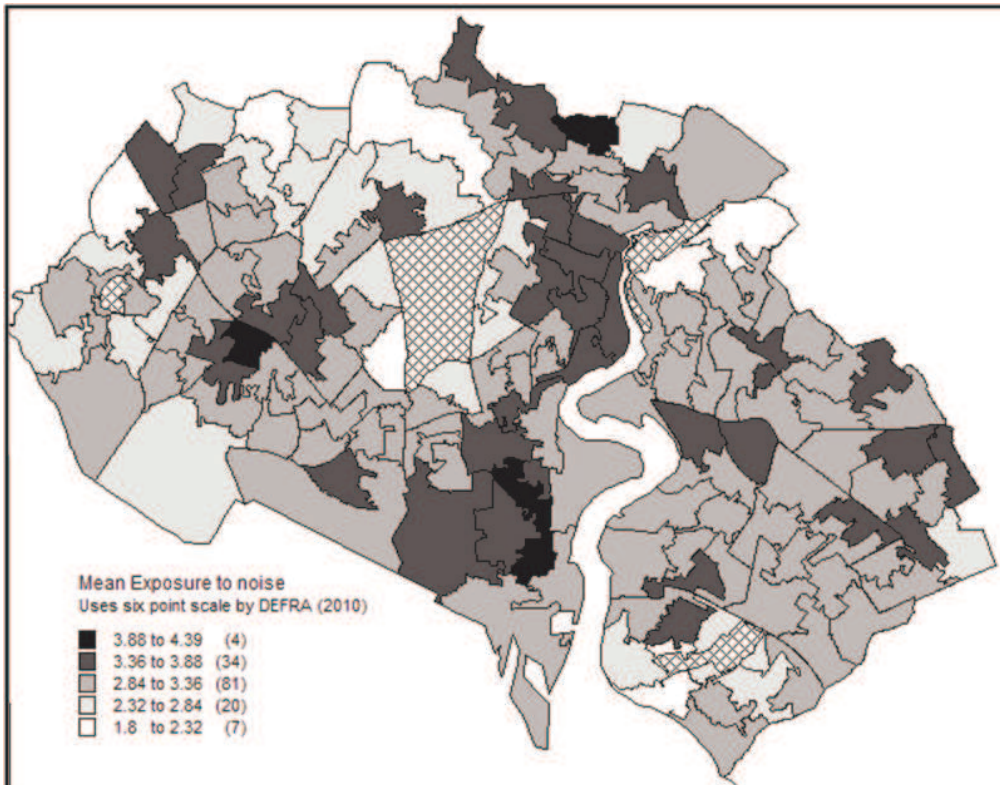 Mean Exposure to noise
Uses six point scale by DEFRA (2010)
3.88 to 4.39 (4)
3.36 to 3.88 (34)
2.84 to 3.36 (81)
2.32 to 2.84 (20)
1.8 to 2.32 (7)